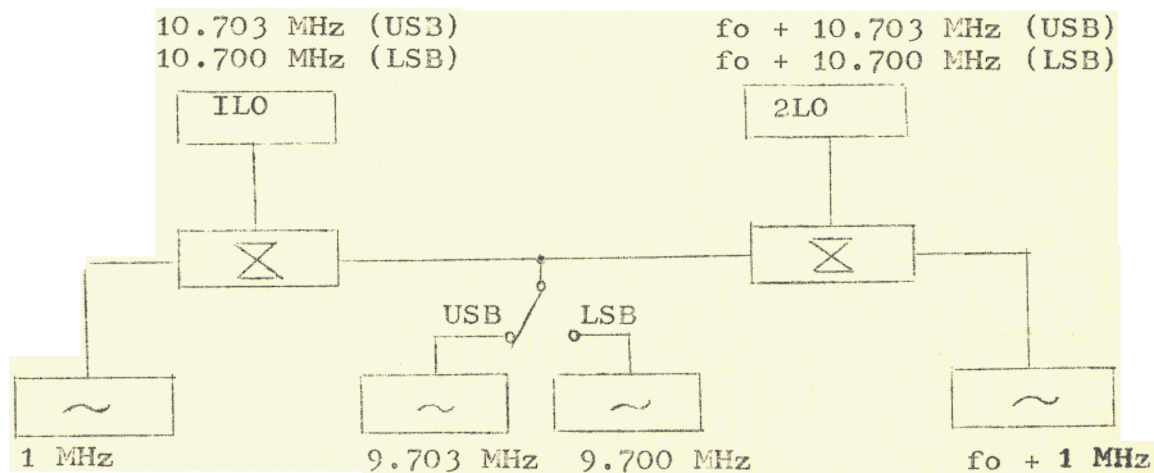 10.703 MHz (USB)
10.700 MHz (LSB)
fo + 10.703 MHz (USB)
fo + 10.700 MHz (LSB)
1LO
2LO
USB
LSB
1 MHz
9.703 MHz
9.700 MHz
fo + 1 MHz